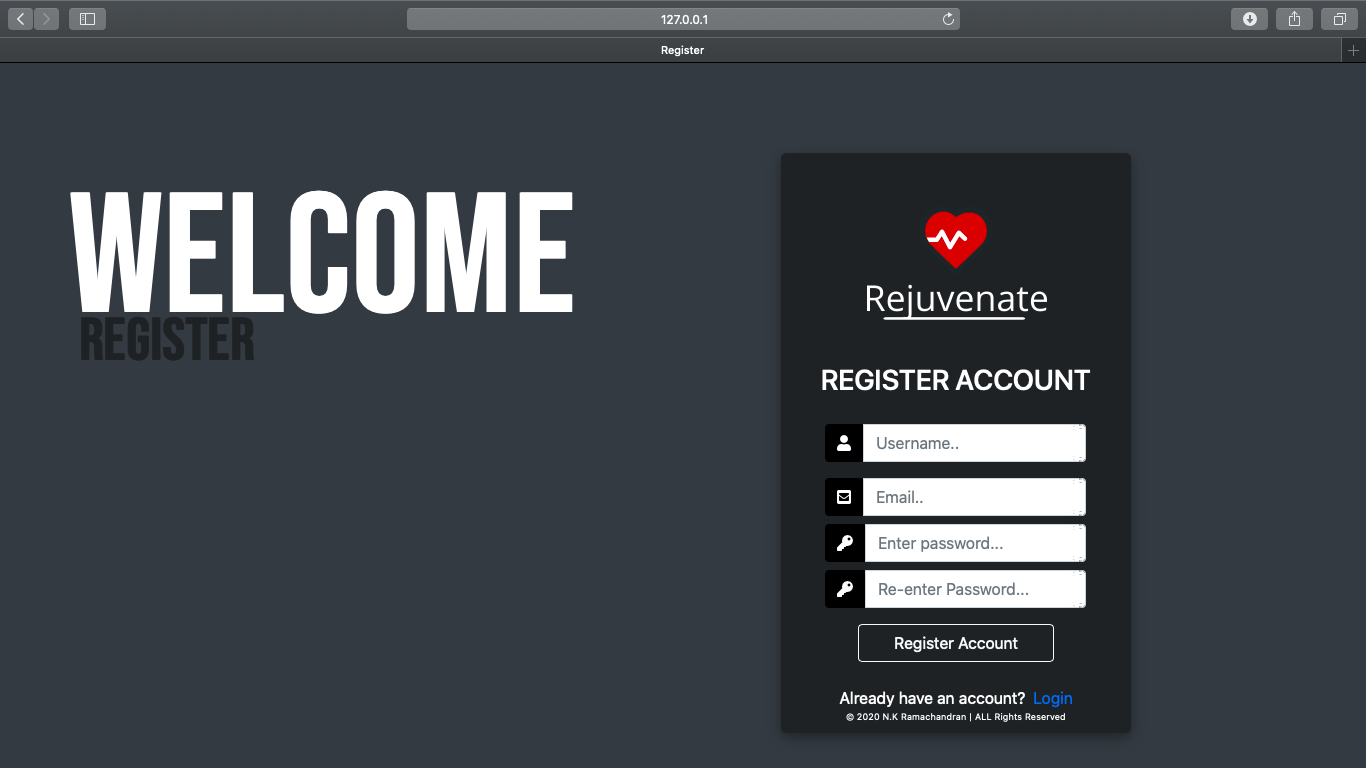 127.0.0.1
Register
WELCOME
REGISTER
Rejuvenate
REGISTER ACCOUNT
Username..
Email..
Enter password...
Re-enter Password...
Register Account
Already have an account? Login
© 2020 N.K Ramachandran | ALL Rights Reserved